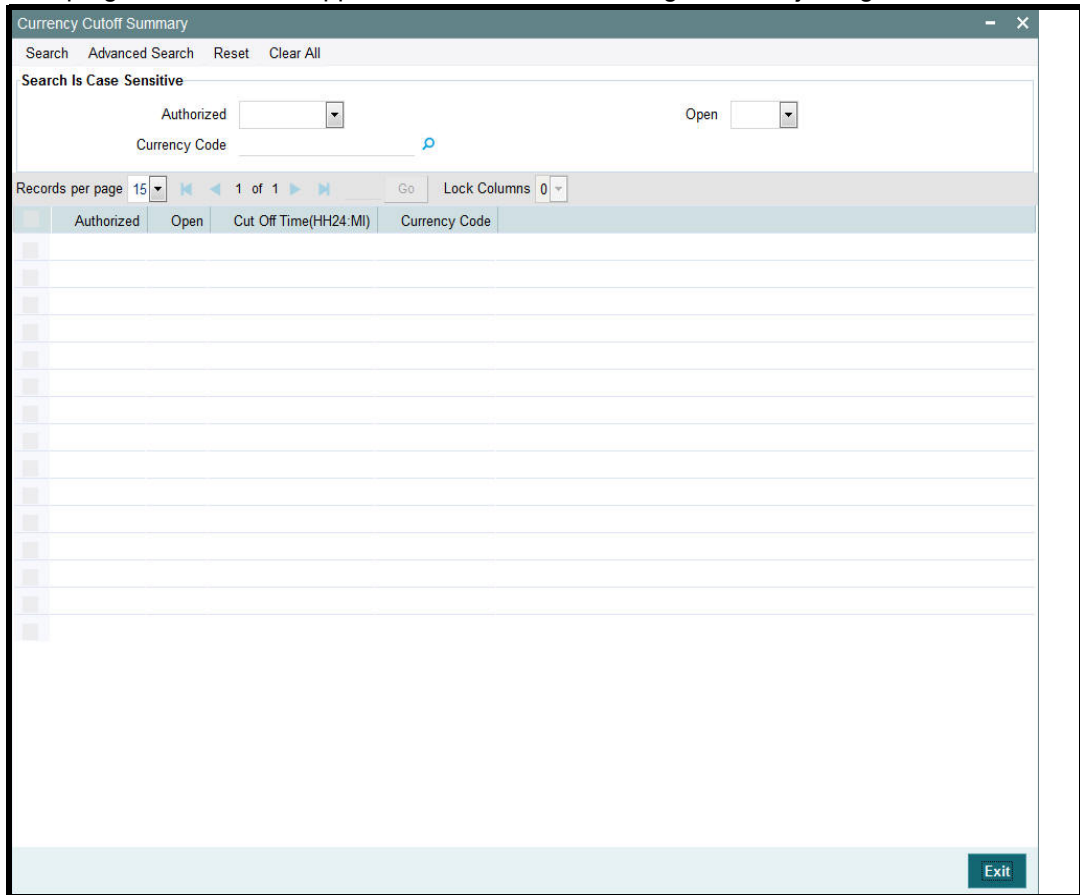 Currency Cutoff Summary
Search Advanced Search Reset Clear All
Search Is Case Sensitive
Authorized Open
Currency Code
Records per page 15 1 of 1 Go Lock Columns 0
Authorized Open Cut Off Time(HH24:MI) Currency Code
Exit